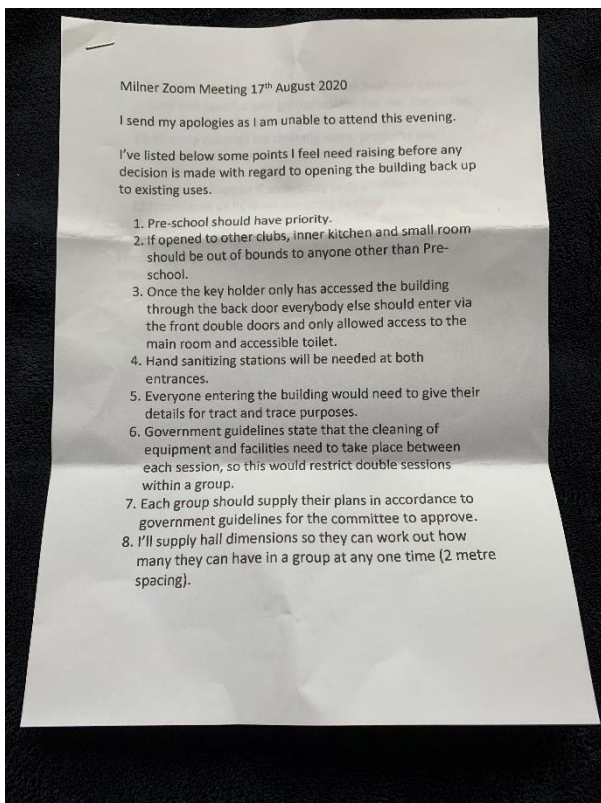 Milner Zoom Meeting 17th August 2020
I send my apologies as I am unable to attend this evening.
I've listed below some points I feel need raising before any
decision is made with regard to opening the building back up
to existing uses.
1. Pre-school should have priority.
2. If opened to other clubs, inner kitchen and small room
should be out of bounds to anyone other than Pre-
school.
3. Once the key holder only has accessed the building
through the back door everybody else should enter via
the front double doors and only allowed access to the
main room and accessible toilet.
4. Hand sanitizing stations will be needed at both
entrances.
5. Everyone entering the building would need to give their
details for tract and trace purposes.
6. Government guidelines state that the cleaning of
equipment and facilities need to take place between
each session, so this would restrict double sessions
within a group.
7. Each group should supply their plans in accordance to
government guidelines for the committee to approve.
8. I'll supply hall dimensions so they can work out how
many they can have in a group at any one time (2 metre
spacing).